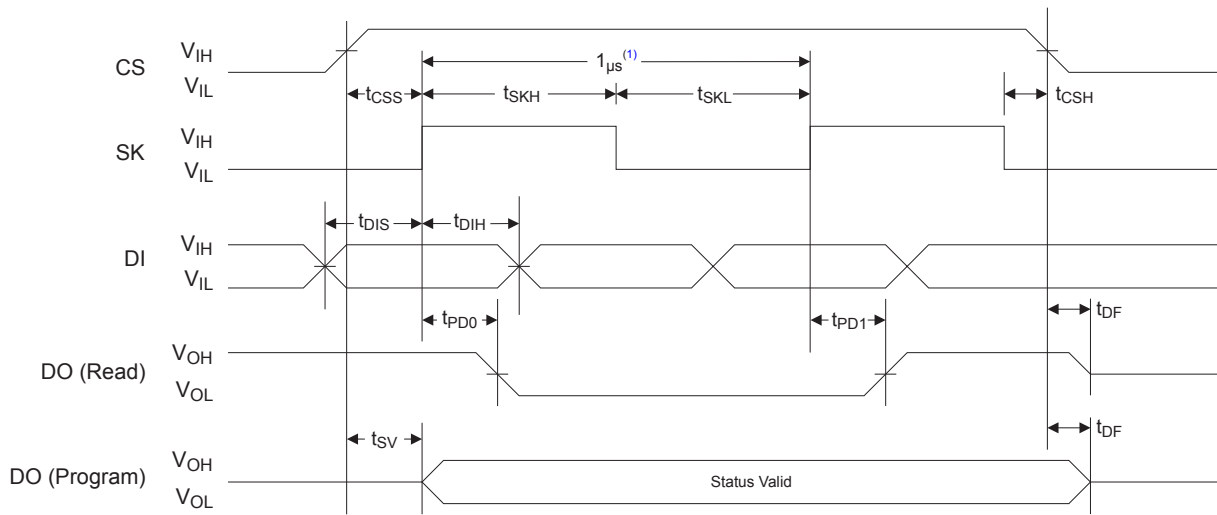 CS
VIH
VIL
1µs(1)
tCSS
tSKH
tSKL
tCSH
SK
VIH
VIL
tDIS
tDIH
DI
VIH
VIL
tPD0
tPD1
tDF
DO (Read)
VOH
VOL
tSV
tDF
DO (Program)
VOH
VOL
Status Valid